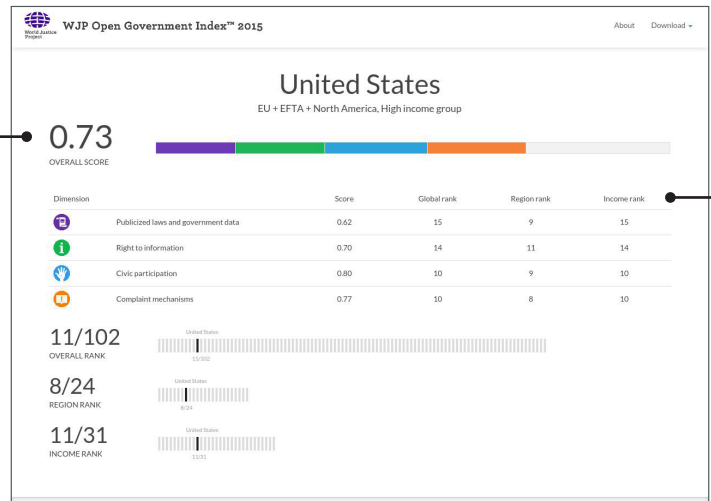 World Justice
Project
WJP Open Government Index™ 2015
About Download
United States
EU + EFTA + North America, High income group
0.73
OVERALL SCORE
Dimension Score Global rank Region rank Income rank
Publicized laws and government data 0.62 15 9 15
Right to information 0.70 14 11 14
Civic participation 0.80 10 9 10
Complaint mechanisms 0.77 10 8 10
11/102
OVERALL RANK
United States
11/102
8/24
REGION RANK
United States
8/24
11/31
INCOME RANK
United States
11/31